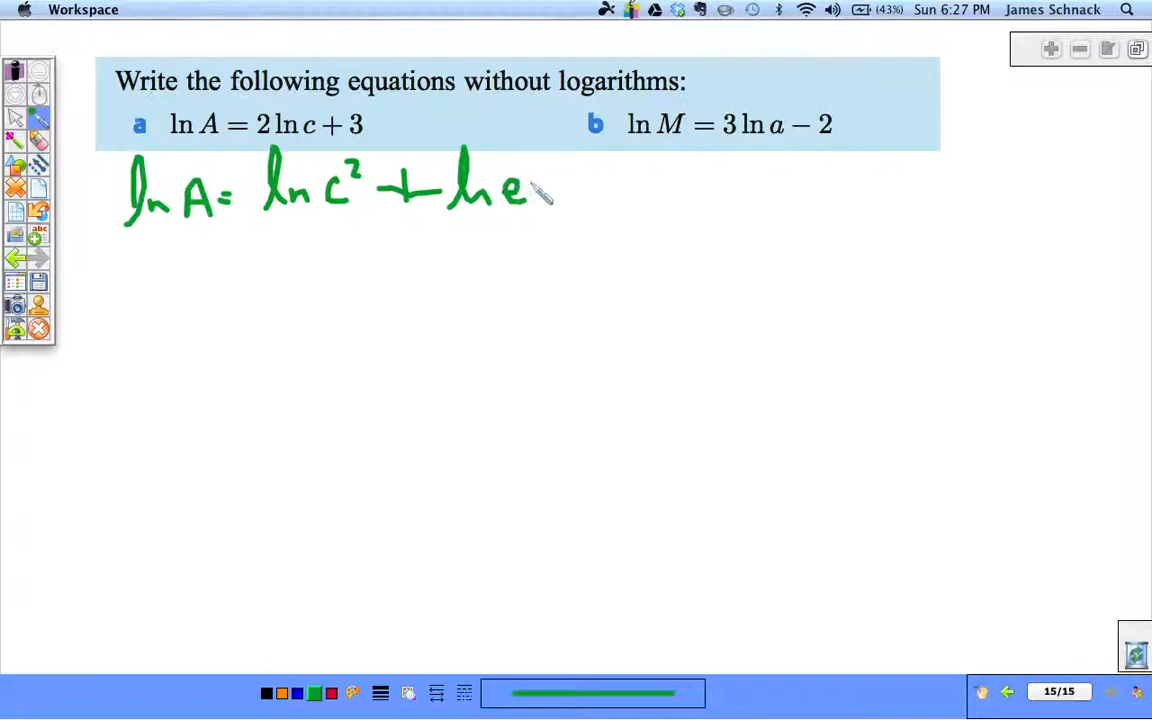 Workspace (43%) Sun 6:27 PM James Schnack
Write the following equations without logarithms:
a ln A = 2 ln c + 3 b ln M = 3 ln a − 2
ln A = ln c² + ln e
abc
15/15